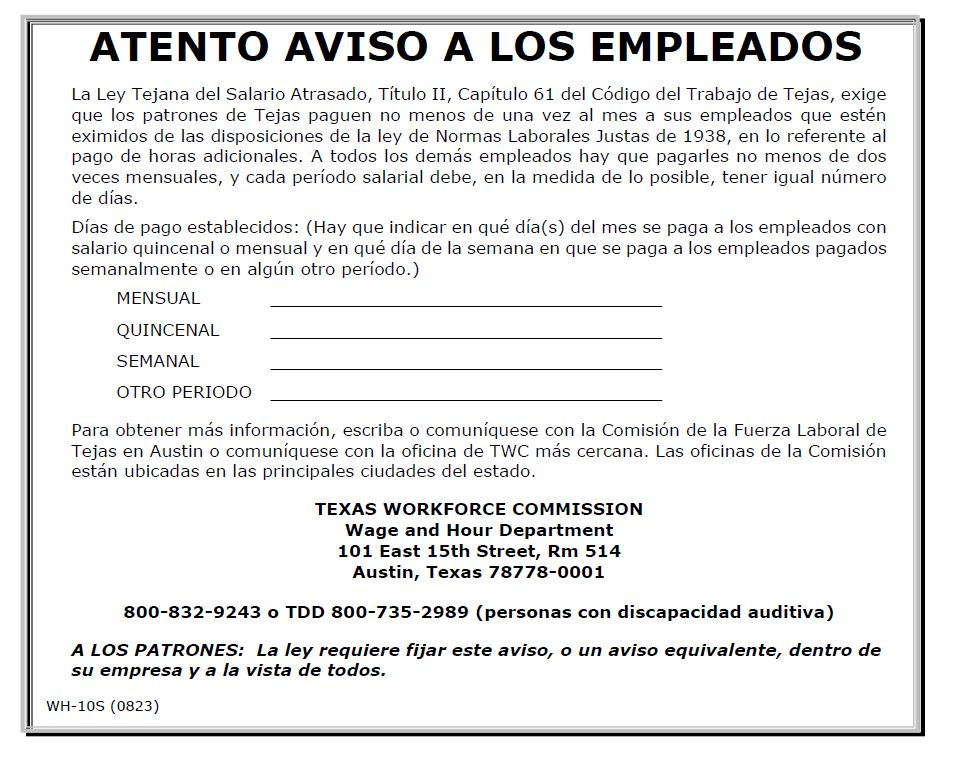 ATENTO AVISO A LOS EMPLEADOS
La Ley Tejana del Salario Atrasado, Título II, Capítulo 61 del Código del Trabajo de Tejas, exige
que los patrones de Tejas paguen no menos de una vez al mes a sus empleados que estén
eximidos de las disposiciones de la ley de Normas Laborales Justas de 1938, en lo referente al
pago de horas adicionales. A todos los demás empleados hay que pagarles no menos de dos
veces mensuales, y cada período salarial debe, en la medida de lo posible, tener igual número
de días.
Días de pago establecidos: (Hay que indicar en qué día(s) del mes se paga a los empleados con
salario quincenal o mensual y en qué día de la semana en que se paga a los empleados pagados
semanalmente o en algún otro período.)
MENSUAL
QUINCENAL
SEMANAL
OTRO PERIODO
Para obtener más información, escriba o comuníquese con la Comisión de la Fuerza Laboral de
Tejas en Austin o comuníquese con la oficina de TWC más cercana. Las oficinas de la Comisión
están ubicadas en las principales ciudades del estado.
TEXAS WORKFORCE COMMISSION
Wage and Hour Department
101 East 15th Street, Rm 514
Austin, Texas 78778-0001
800-832-9243 o TDD 800-735-2989 (personas con discapacidad auditiva)
A LOS PATRONES: La ley requiere fijar este aviso, o un aviso equivalente, dentro de
su empresa y a la vista de todos.
WH-10S (0823)